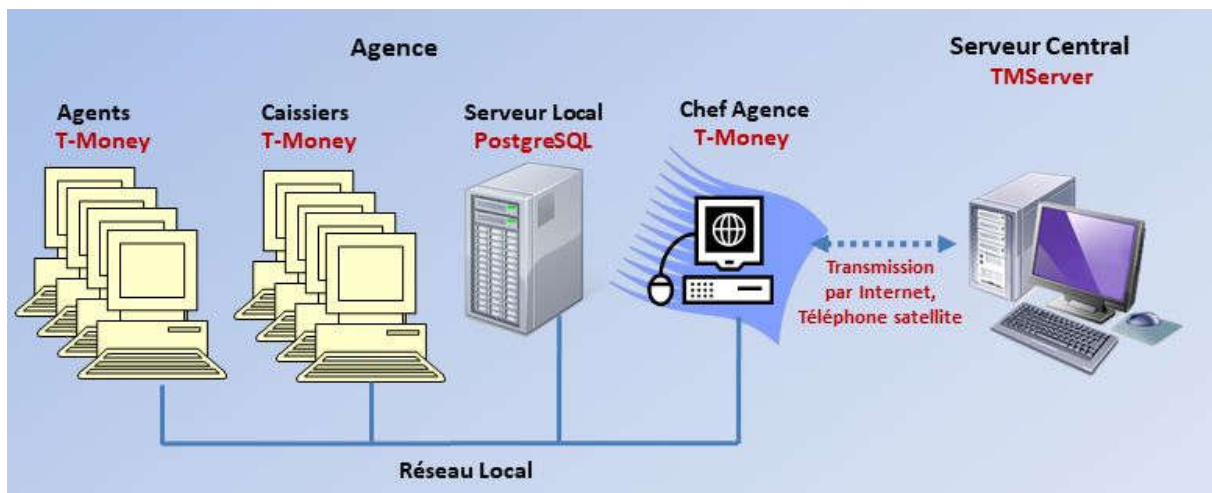 Agence
Serveur Central
TMServer
Agents
T-Money
Caissiers
T-Money
Serveur Local
PostgreSQL
Chef Agence
T-Money
Transmission
par Internet,
Téléphone satellite
Réseau Local